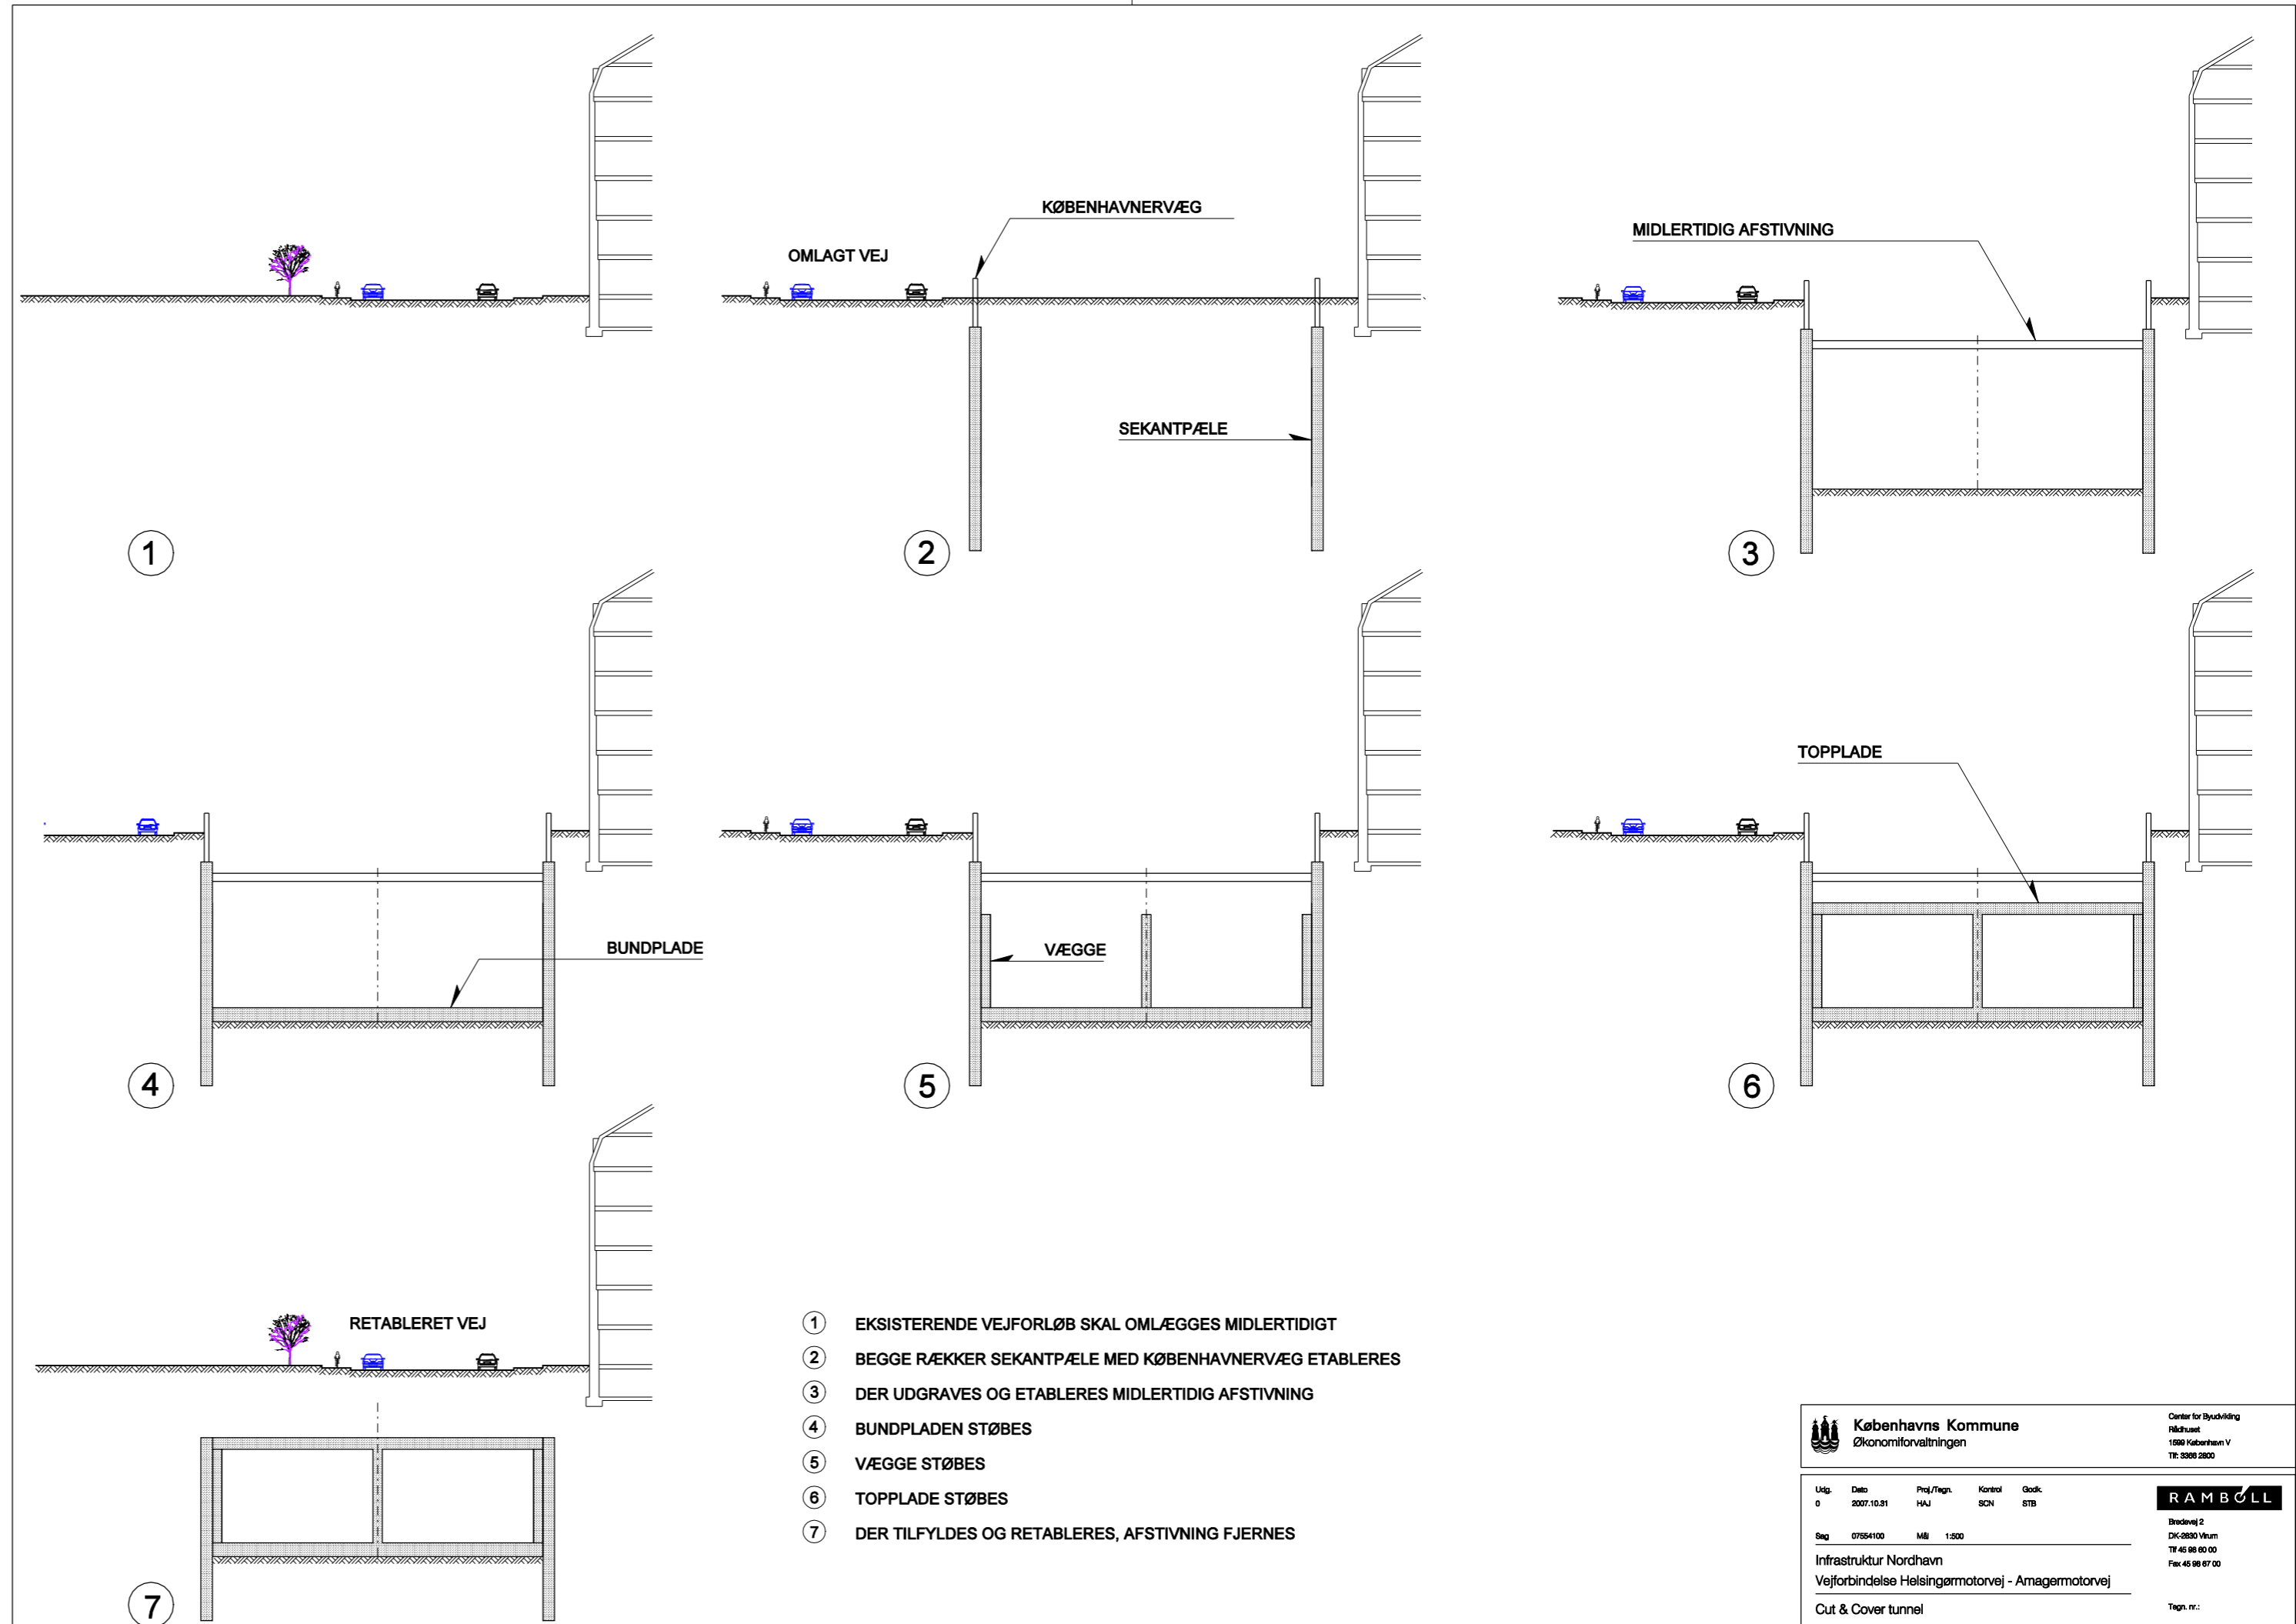 KØBENHAVNERVÆG
OMLAGT VEJ
SEKANTPÆLE
MIDLERTIDIG AFSTIVNING
1
2
3
BUNDPLADE
VÆGGE
TOPPLADE
4
5
6
RETABLERET VEJ
7
1 EKSISTERENDE VEJFORLØB SKAL OMLÆGGES MIDLERTIDIGT
2 BEGGE RÆKKER SEKANTPÆLE MED KØBENHAVNERVÆG ETABLERES
3 DER UDGRAVES OG ETABLERES MIDLERTIDIG AFSTIVNING
4 BUNDPLADEN STØBES
5 VÆGGE STØBES
6 TOPPLADE STØBES
7 DER TILFYLDES OG RETABLERES, AFSTIVNING FJERNES
Københavns Kommune
Økonomiforvaltningen
Center for Byudvikling
Rådhuset
1599 København V
Tlf: 3366 2800
Udg. Dato Proj./Tegn. Kontrol Godk.
0 2007.10.31 HAJ SCN STB
Sag 07554100 Mål 1:500
RAMBØLL
Bredevej 2
DK-2830 Virum
Tlf 45 98 60 00
Fax 45 98 67 00
Infrastruktur Nordhavn
Vejforbindelse Helsingørmotorvej - Amagermotorvej
Cut & Cover tunnel
Tegn. nr.: